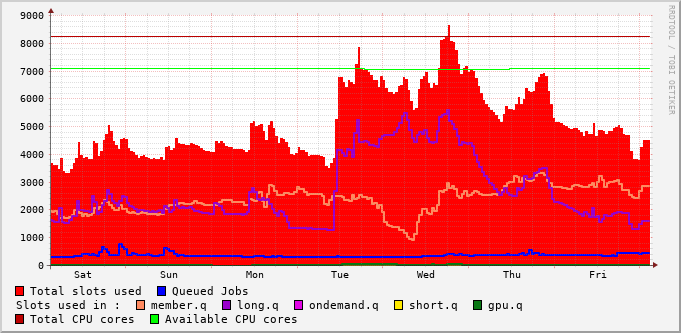 9000
8000
7000
6000
5000
4000
3000
2000
1000
0
Sat Sun Mon Tue Wed Thu Fri
RRDTOOL / TOBI OETIKER
Total slots used Queued Jobs
Slots used in : member.q long.q ondemand.q short.q gpu.q
Total CPU cores Available CPU cores